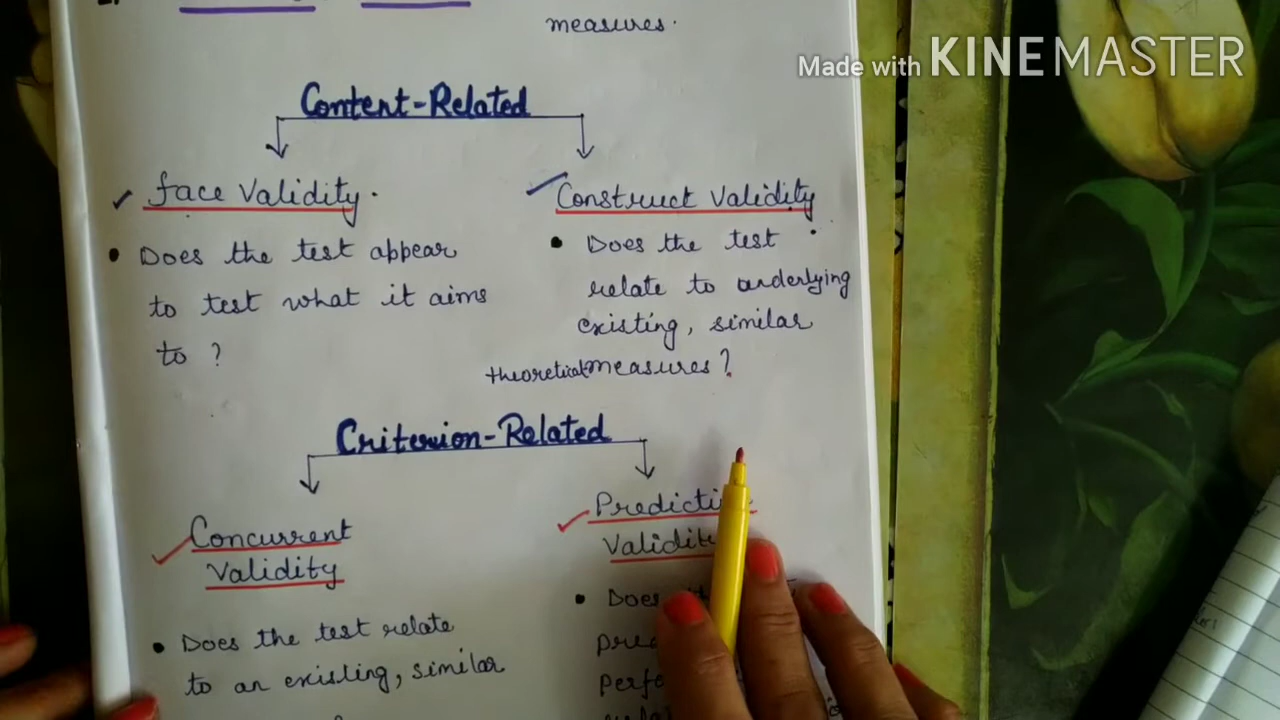 measures.
Made with KINEMASTER
Content-Related
face Validity.
Construct Validity
Does the test appear
to test what it aims
to ?
Does the test
relate to underlying
existing, similar
theoretical measures?
Criterion-Related
Concurrent
Validity
Does the test relate
to an existing, similar
Predictive
Validity
Does